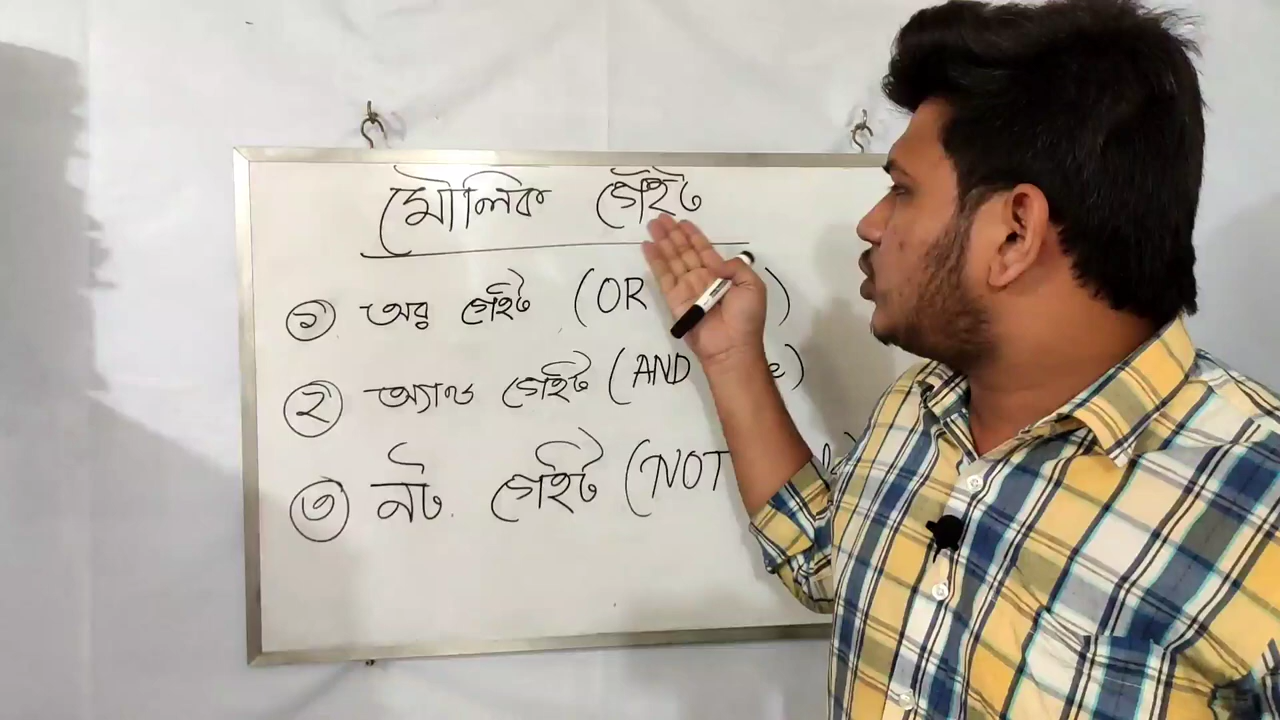 মৌলিক গেইট
১ অর গেইট (OR )
২ অ্যান্ড গেইট (AND e)
৩ নট গেইট (NOT